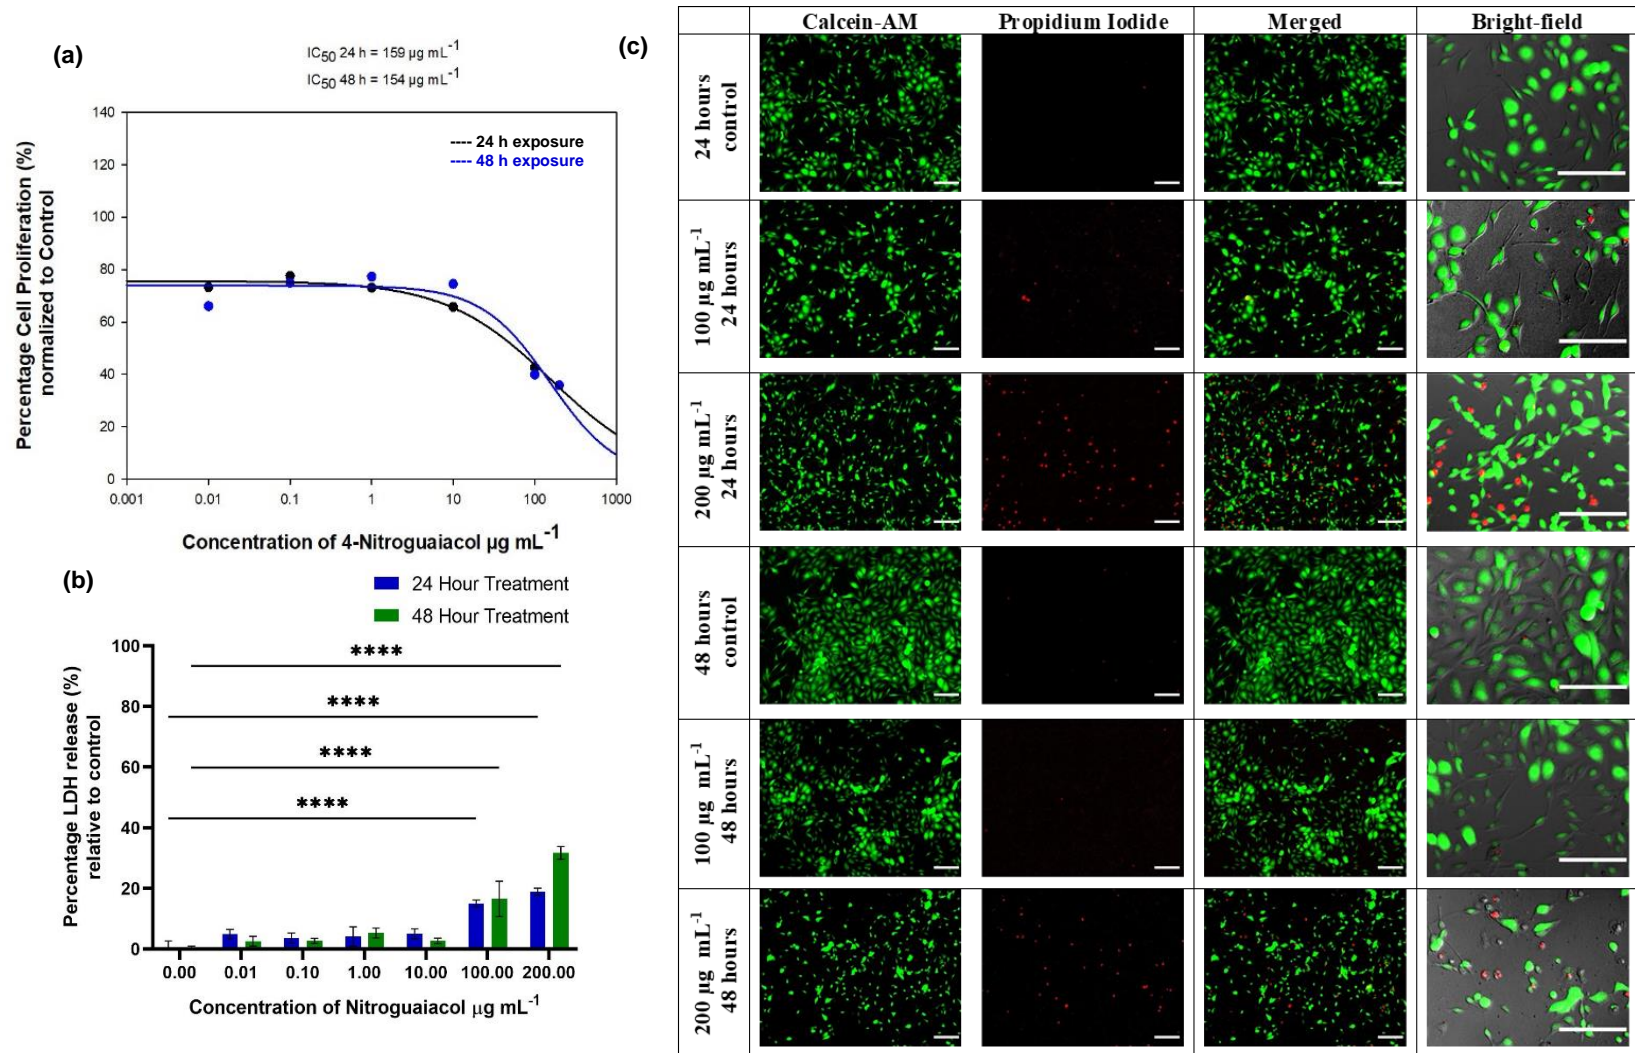 (a)
IC50 24 h = 159 µg mL-1
IC50 48 h = 154 µg mL-1
Percentage Cell Proliferation (%)
normalized to Control
140
120
100
80
60
40
20
0
---- 24 h exposure
---- 48 h exposure
0.001 0.01 0.1 1 10 100 1000
Concentration of 4-Nitroguaiacol µg mL-1
(b)
24 Hour Treatment
48 Hour Treatment
Percentage LDH release (%)
relative to control
100
80
60
40
20
0
****
****
****
****
0.00 0.01 0.10 1.00 10.00 100.00 200.00
Concentration of Nitroguaiacol µg mL-1
(c)
Calcein-AM Propidium Iodide Merged Bright-field
24 hours
control
100 µg mL-1
24 hours
200 µg mL-1
24 hours
48 hours
control
100 µg mL-1
48 hours
200 µg mL-1
48 hours